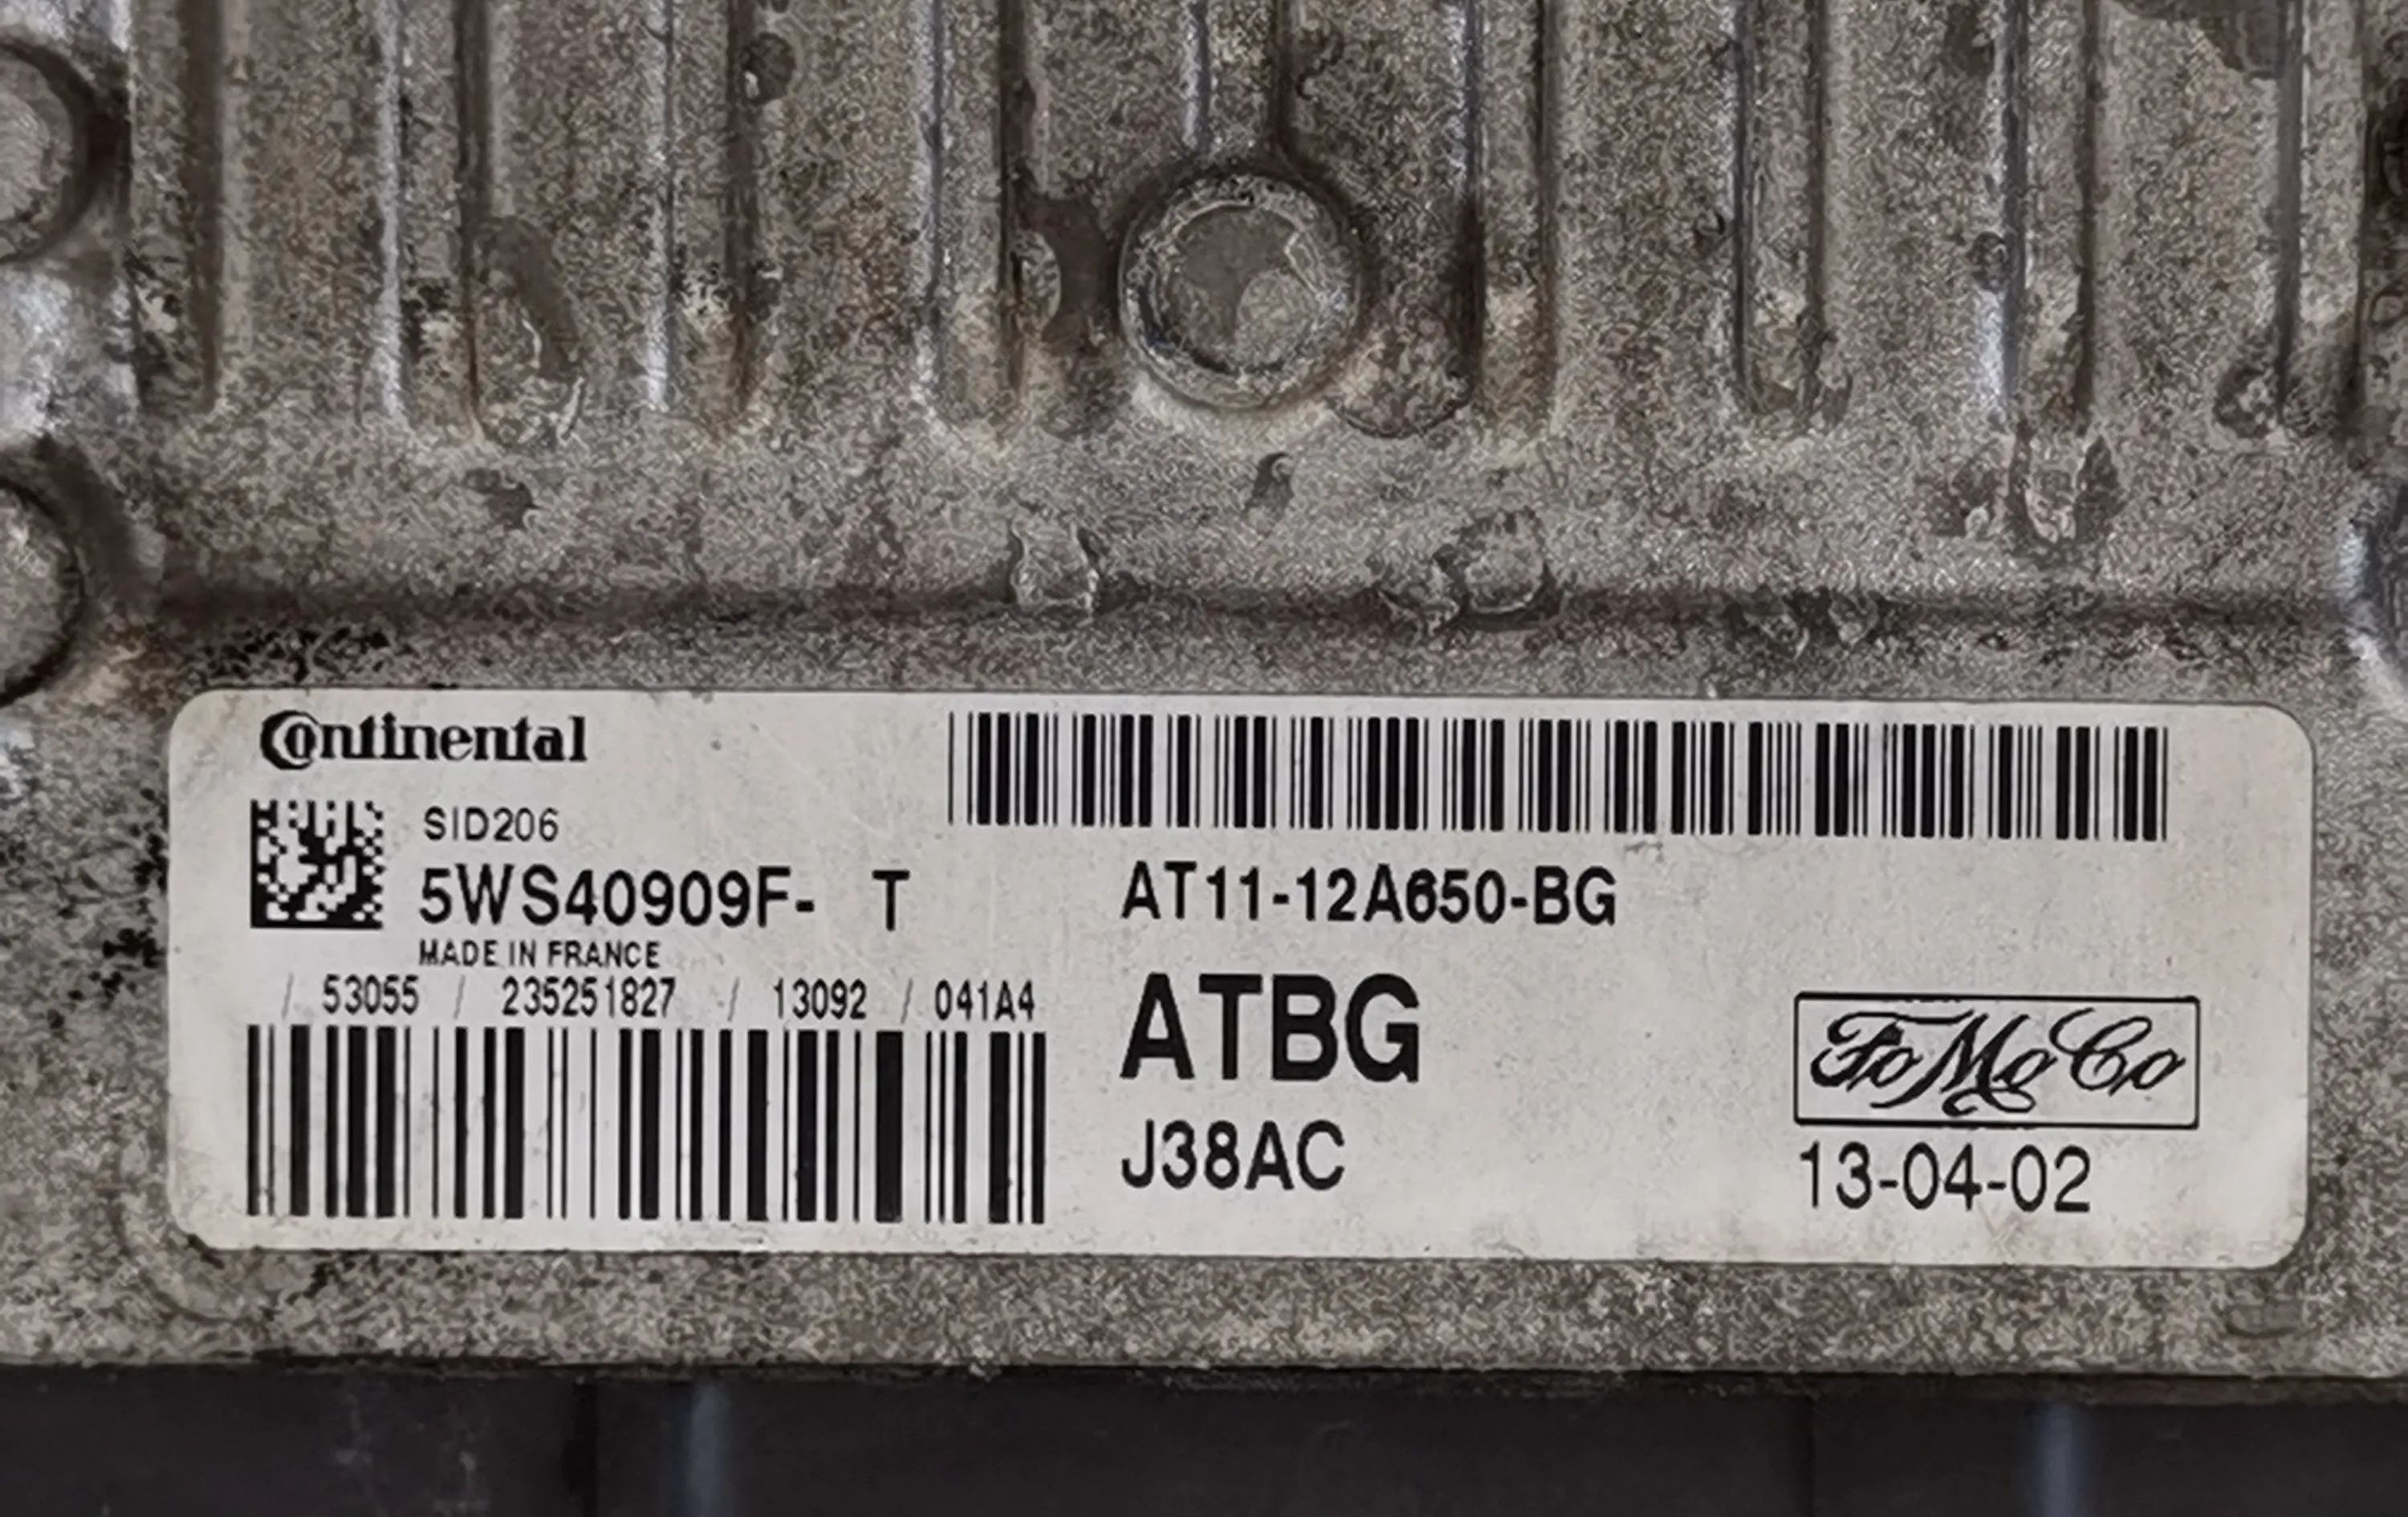 Continental
SID206
5WS40909F- T
MADE IN FRANCE
/ 53055 / 235251827 / 13092 / 041A4
AT11-12A650-BG
ATBG
J38AC
FoMoCo
13-04-02